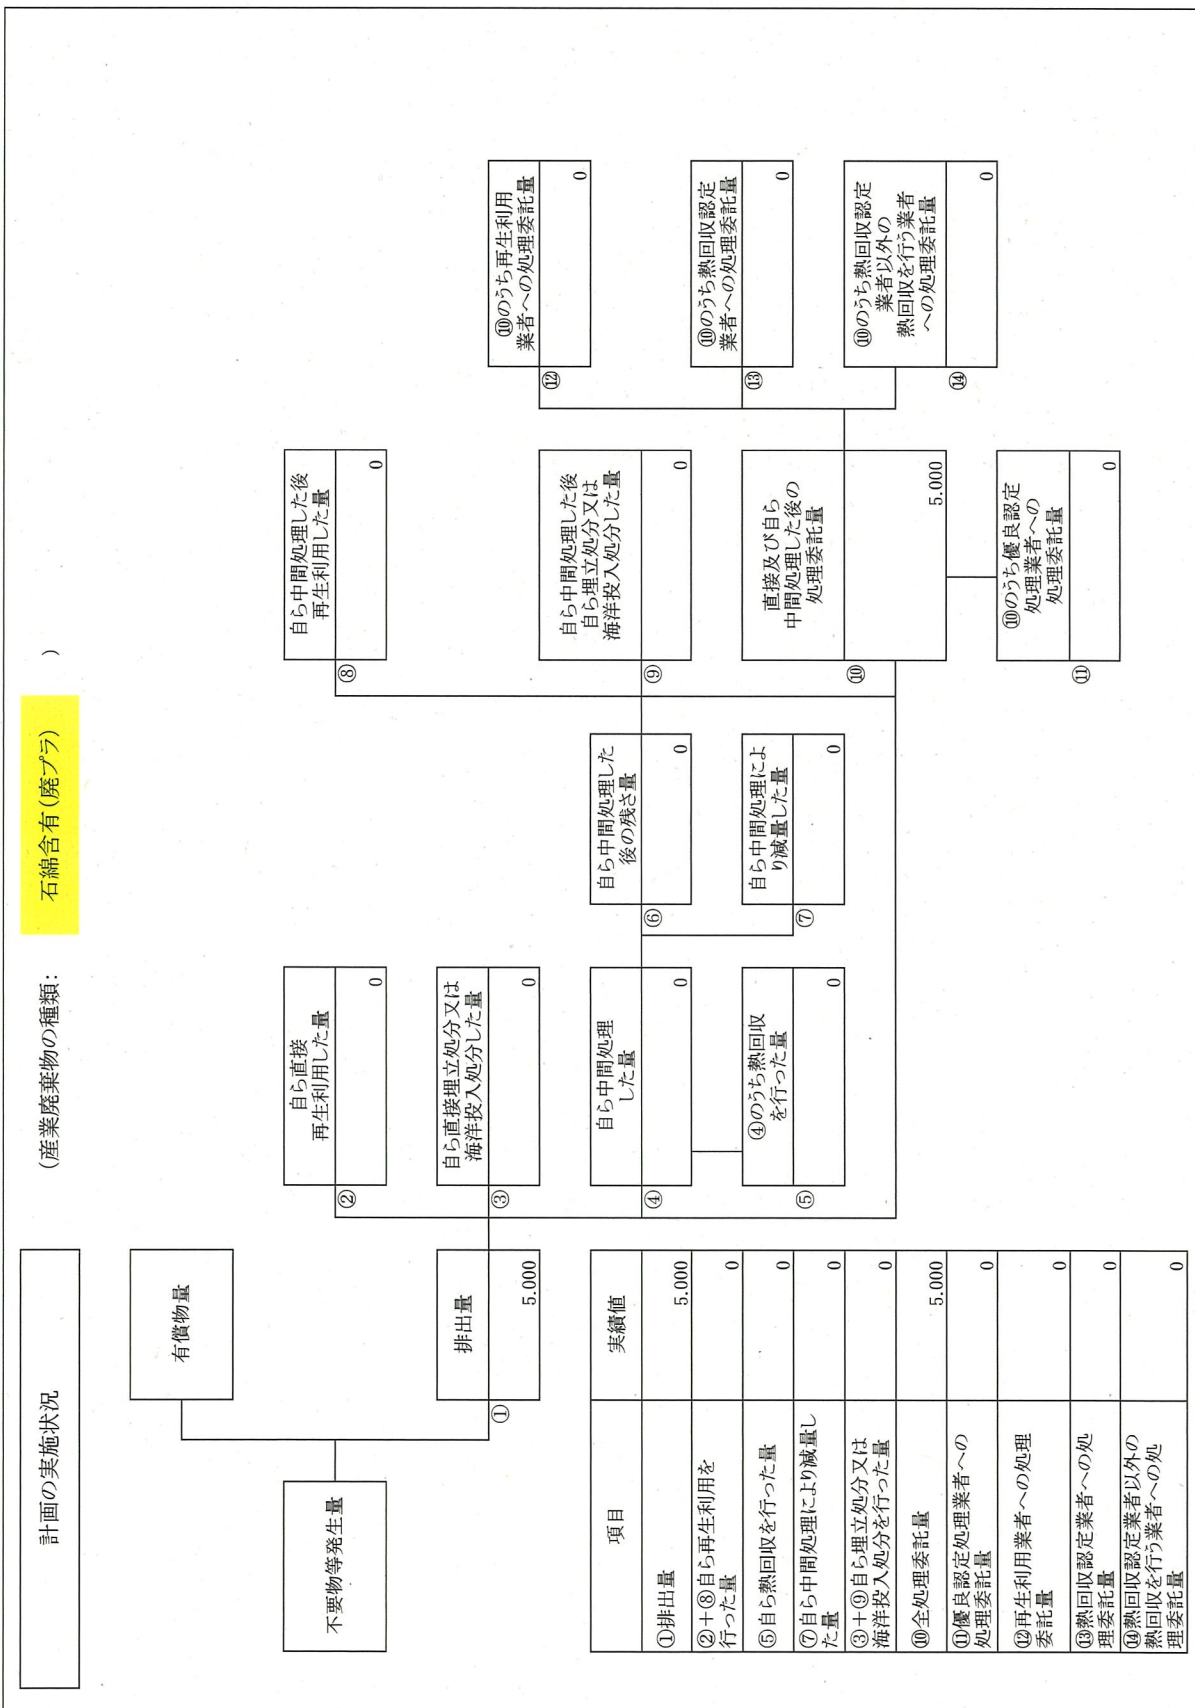 計画の実施状況
(産業廃棄物の種類: 石綿含有(廃プラ) )
不要物等発生量
有償物量
①
排出量
5.000
②
自ら直接
再生利用した量
0
③
自ら直接埋立処分又は
海洋投入処分した量
0
④
自ら中間処理
した量
0
⑤
④のうち熱回収
を行った量
0
⑥
自ら中間処理した
後の残さ量
0
⑦
自ら中間処理によ
り減量した量
0
⑧
自ら中間処理した後
再生利用した量
0
⑨
自ら中間処理した後
自ら埋立処分又は
海洋投入処分した量
0
⑩
直接及び自ら
中間処理した後の
処理委託量
5.000
⑪
⑩のうち優良認定
処理業者への
処理委託量
0
⑫
⑩のうち再生利用
業者への処理委託量
0
⑬
⑩のうち熱回収認定
業者への処理委託量
0
⑭
⑩のうち熱回収認定
業者以外の
熱回収を行う業者
への処理委託量
0
項目 実績値
①排出量 5.000
②+⑧自ら再生利用を
行った量 0
⑤自ら熱回収を行った量 0
⑦自ら中間処理により減量し
た量 0
③+⑨自ら埋立処分又は
海洋投入処分を行った量 0
⑩全処理委託量 5.000
⑪優良認定処理業者への
処理委託量 0
⑫再生利用業者への処理
委託量 0
⑬熱回収認定業者への処
理委託量 0
⑭熱回収認定業者以外の
熱回収を行う業者への処
理委託量 0